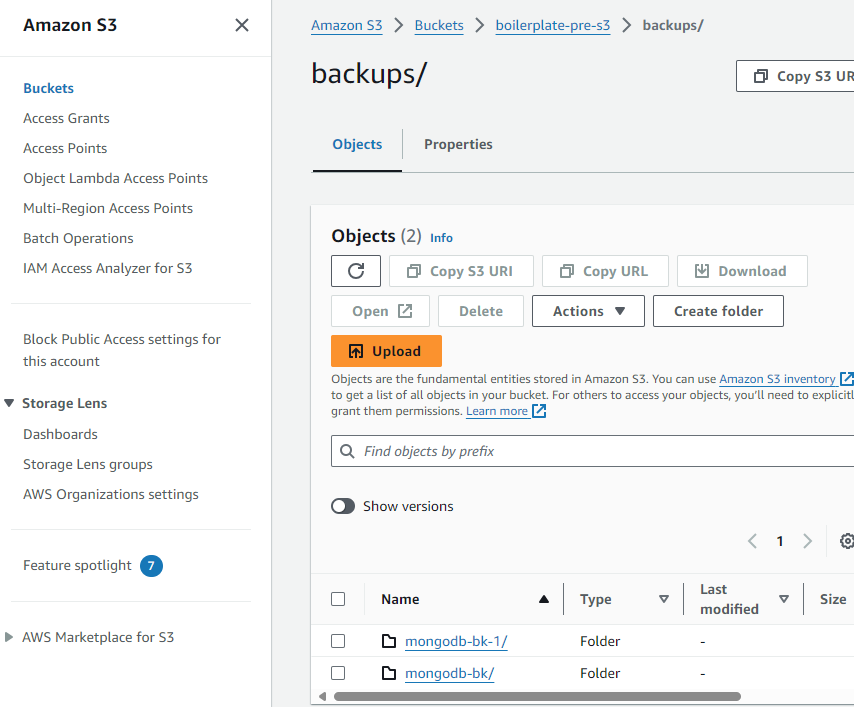 Amazon S3
Buckets
Access Grants
Access Points
Object Lambda Access Points
Multi-Region Access Points
Batch Operations
IAM Access Analyzer for S3
Block Public Access settings for
this account
Storage Lens
Dashboards
Storage Lens groups
AWS Organizations settings
Feature spotlight 7
AWS Marketplace for S3
Amazon S3 > Buckets > boilerplate-pre-s3 > backups/
backups/
Copy S3 UR
Objects Properties
Objects (2) Info
Copy S3 URI Copy URL Download
Open Delete Actions Create folder
Upload
Objects are the fundamental entities stored in Amazon S3. You can use Amazon S3 inventory
to get a list of all objects in your bucket. For others to access your objects, you'll need to explicitl
grant them permissions. Learn more
Find objects by prefix
Show versions
1
Name Type Last modified Size
mongodb-bk-1/ Folder -
mongodb-bk/ Folder -